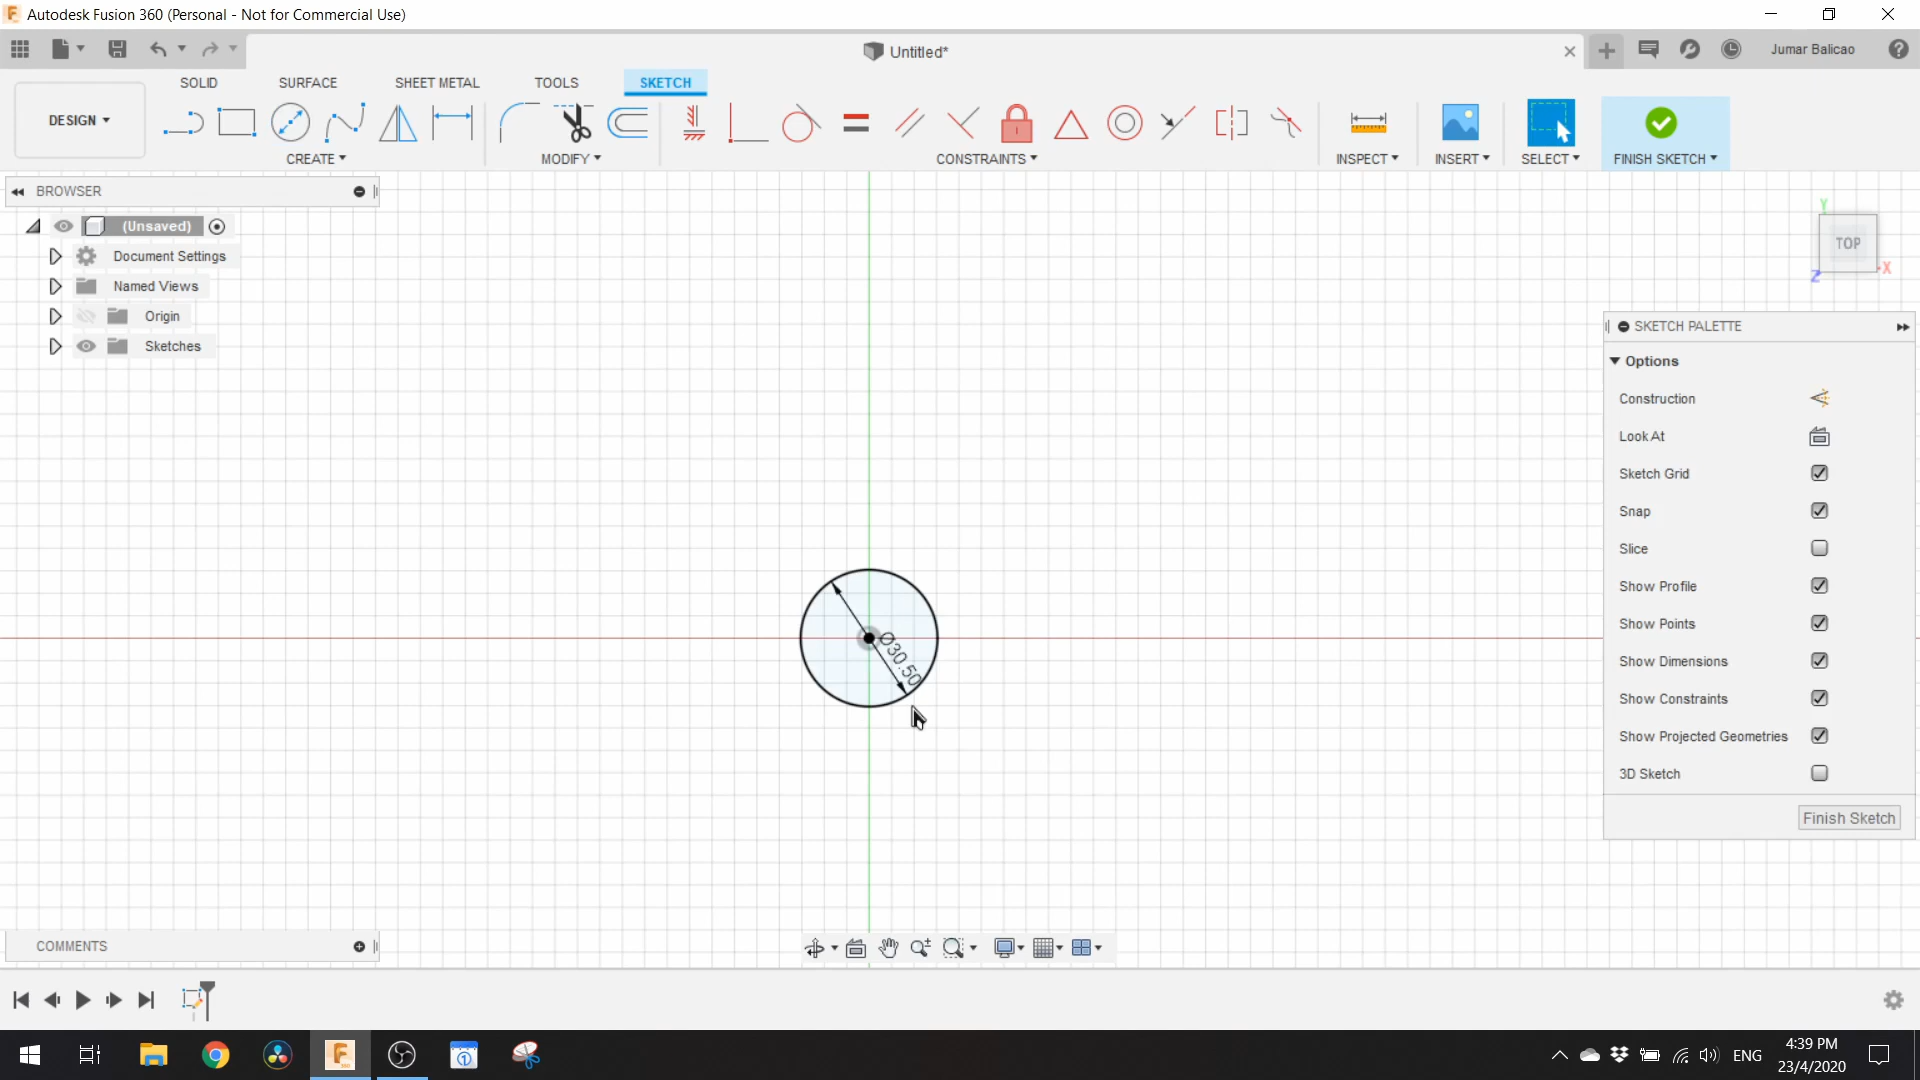 Autodesk Fusion 360 (Personal - Not for Commercial Use)
Untitled*
Jumar Balicao
SOLID
SURFACE
SHEET METAL
TOOLS
SKETCH
DESIGN
CREATE
MODIFY
CONSTRAINTS
INSPECT
INSERT
SELECT
FINISH SKETCH
BROWSER
(Unsaved)
Document Settings
Named Views
Origin
Sketches
Y
TOP
X
Z
SKETCH PALETTE
Options
Construction
Look At
Sketch Grid
Snap
Slice
Show Profile
Show Points
Show Dimensions
Show Constraints
Show Projected Geometries
3D Sketch
Finish Sketch
Ø30.50
COMMENTS
ENG
4:39 PM
23/4/2020